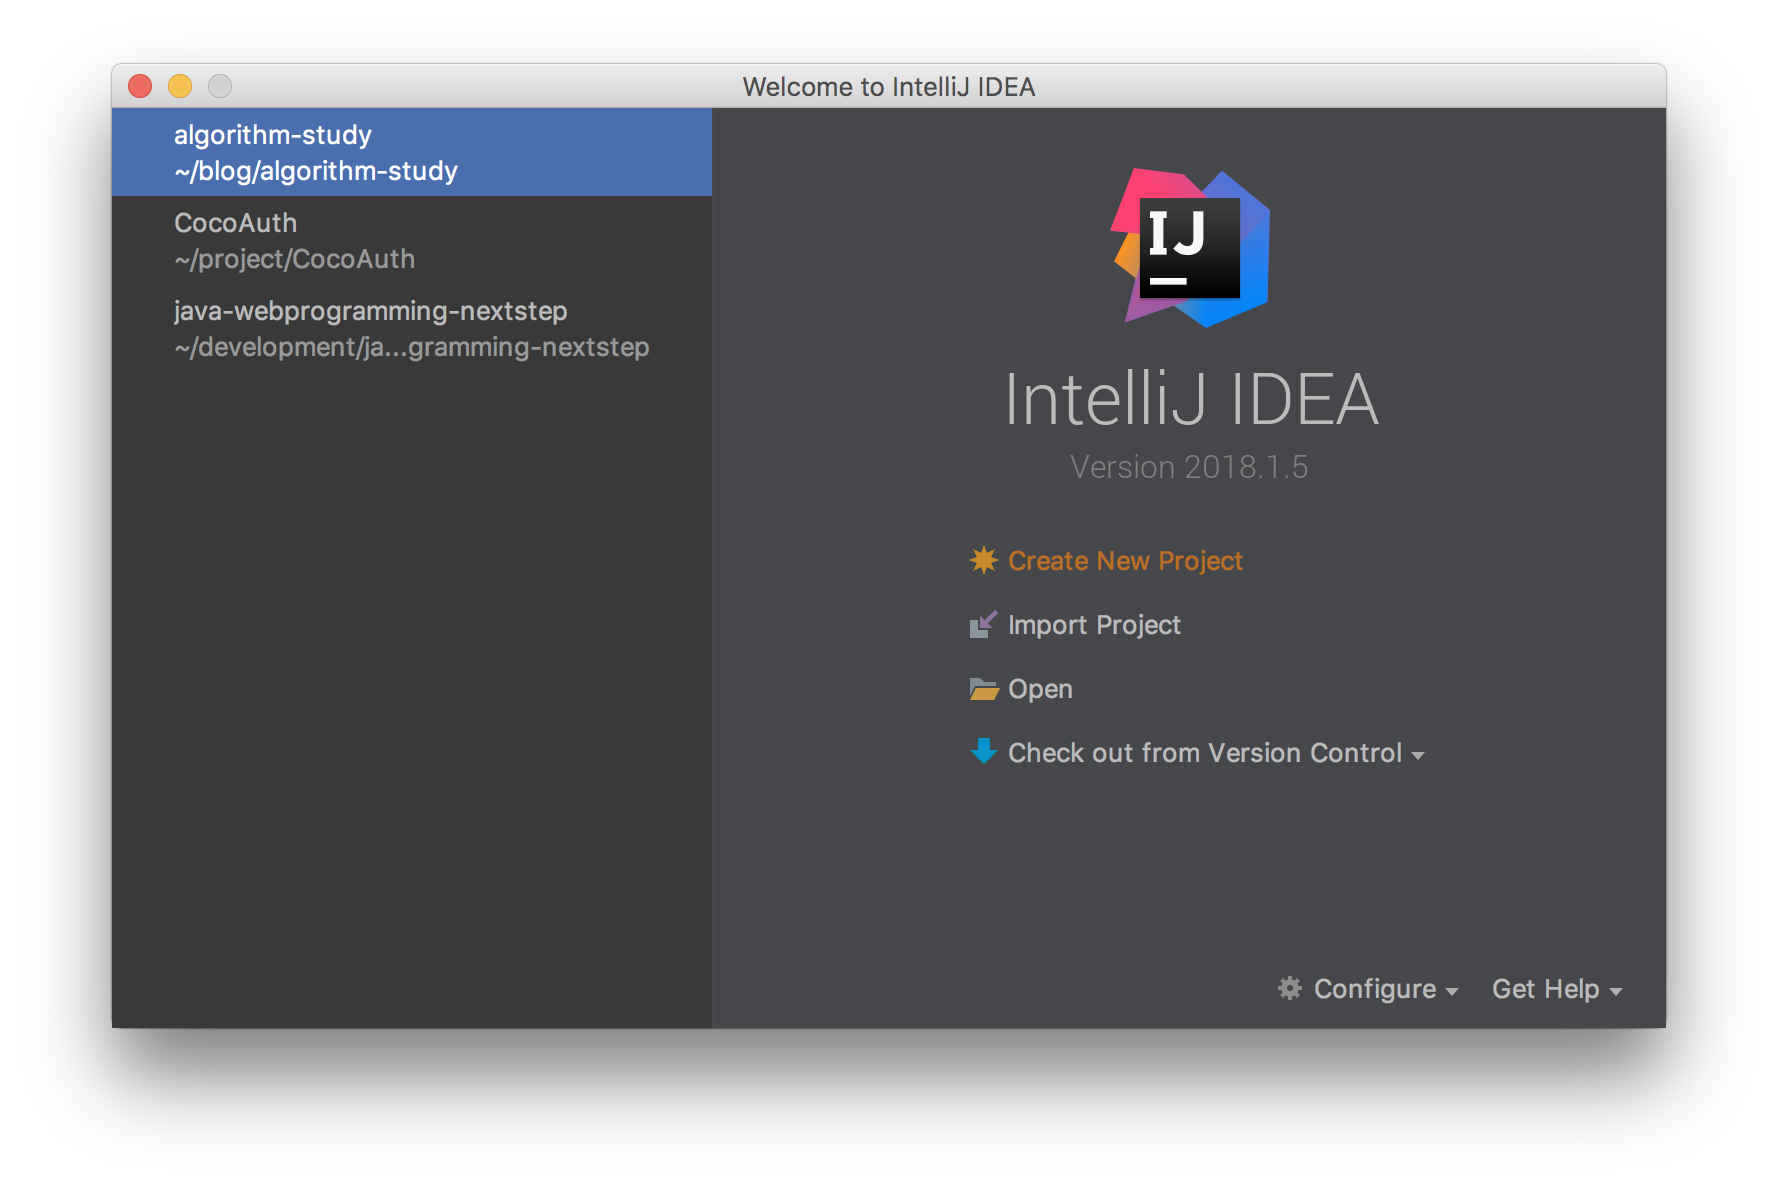 Welcome to IntelliJ IDEA
algorithm-study
~/blog/algorithm-study
CocoAuth
~/project/CocoAuth
java-webprogramming-nextstep
~/development/ja...gramming-nextstep
IJ
IntelliJ IDEA
Version 2018.1.5
Create New Project
Import Project
Open
Check out from Version Control
Configure
Get Help